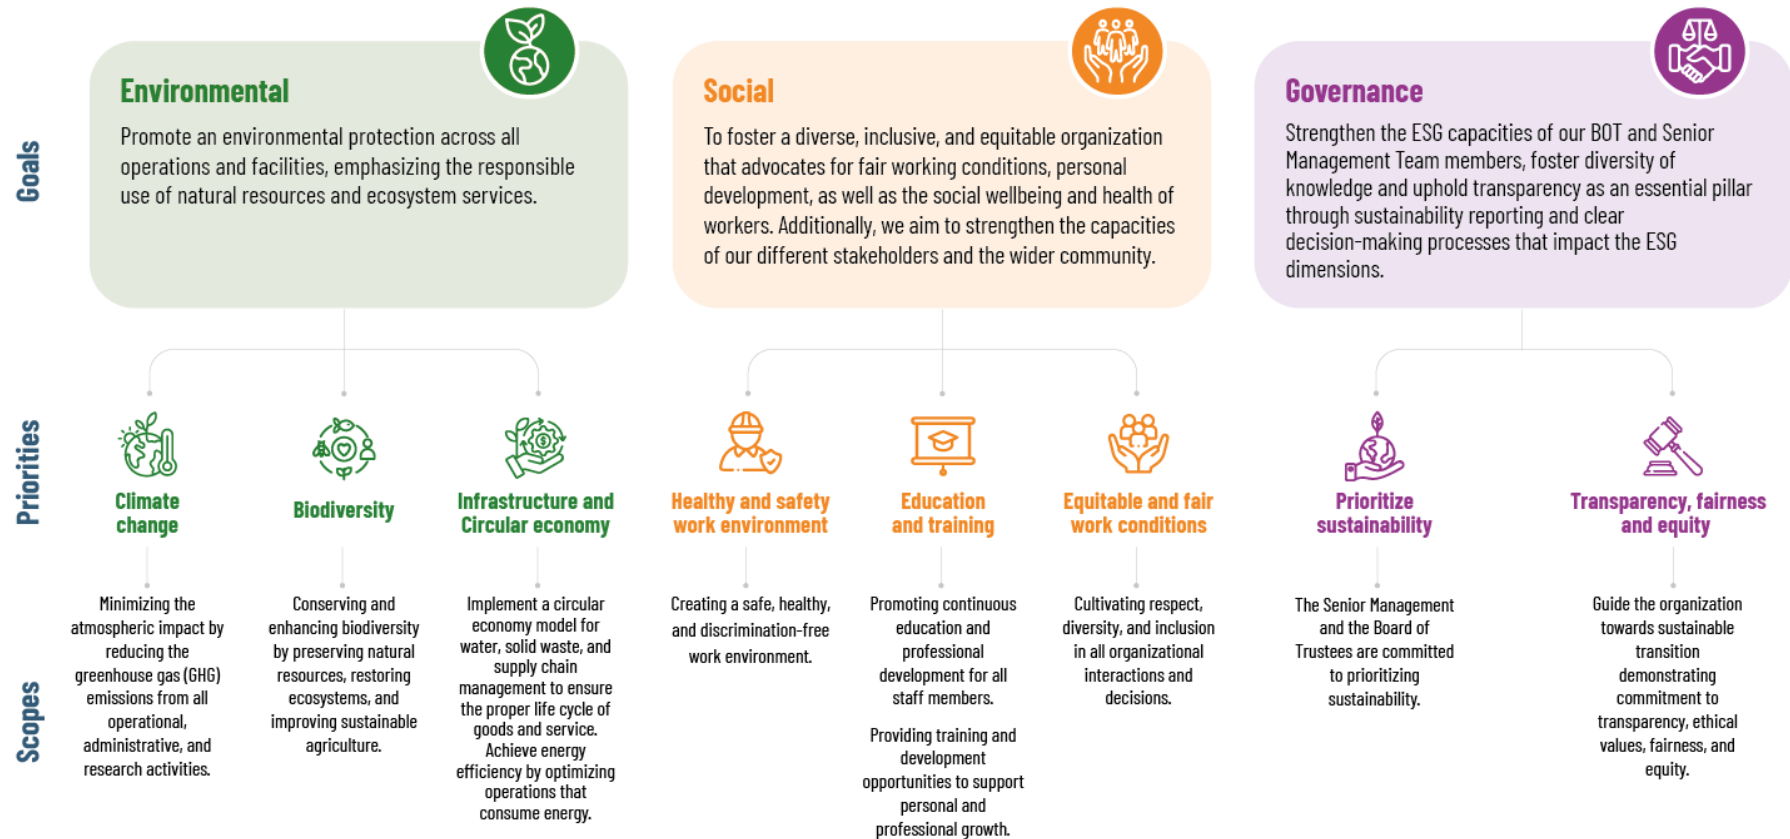 Goals
Environmental
Promote an environmental protection across all
operations and facilities, emphasizing the responsible
use of natural resources and ecosystem services.
Social
To foster a diverse, inclusive, and equitable organization
that advocates for fair working conditions, personal
development, as well as the social wellbeing and health of
workers. Additionally, we aim to strengthen the capacities
of our different stakeholders and the wider community.
Governance
Strengthen the ESG capacities of our BOT and Senior
Management Team members, foster diversity of
knowledge and uphold transparency as an essential pillar
through sustainability reporting and clear
decision-making processes that impact the ESG
dimensions.
Priorities
Climate
change
Biodiversity
Infrastructure and
Circular economy
Healthy and safety
work environment
Education
and training
Equitable and fair
work conditions
Prioritize
sustainability
Transparency, fairness
and equity
Scopes
Minimizing the
atmospheric impact by
reducing the
greenhouse gas (GHG)
emissions from all
operational,
administrative, and
research activities.
Conserving and
enhancing biodiversity
by preserving natural
resources, restoring
ecosystems, and
improving sustainable
agriculture.
Implement a circular
economy model for
water, solid waste, and
supply chain
management to ensure
the proper life cycle of
goods and service.
Achieve energy
efficiency by optimizing
operations that
consume energy.
Creating a safe, healthy,
and discrimination-free
work environment.
Promoting continuous
education and
professional
development for all
staff members.
Providing training and
development
opportunities to support
personal and
professional growth.
Cultivating respect,
diversity, and inclusion
in all organizational
interactions and
decisions.
The Senior Management
and the Board of
Trustees are committed
to prioritizing
sustainability.
Guide the organization
towards sustainable
transition
demonstrating
commitment to
transparency, ethical
values, fairness, and
equity.